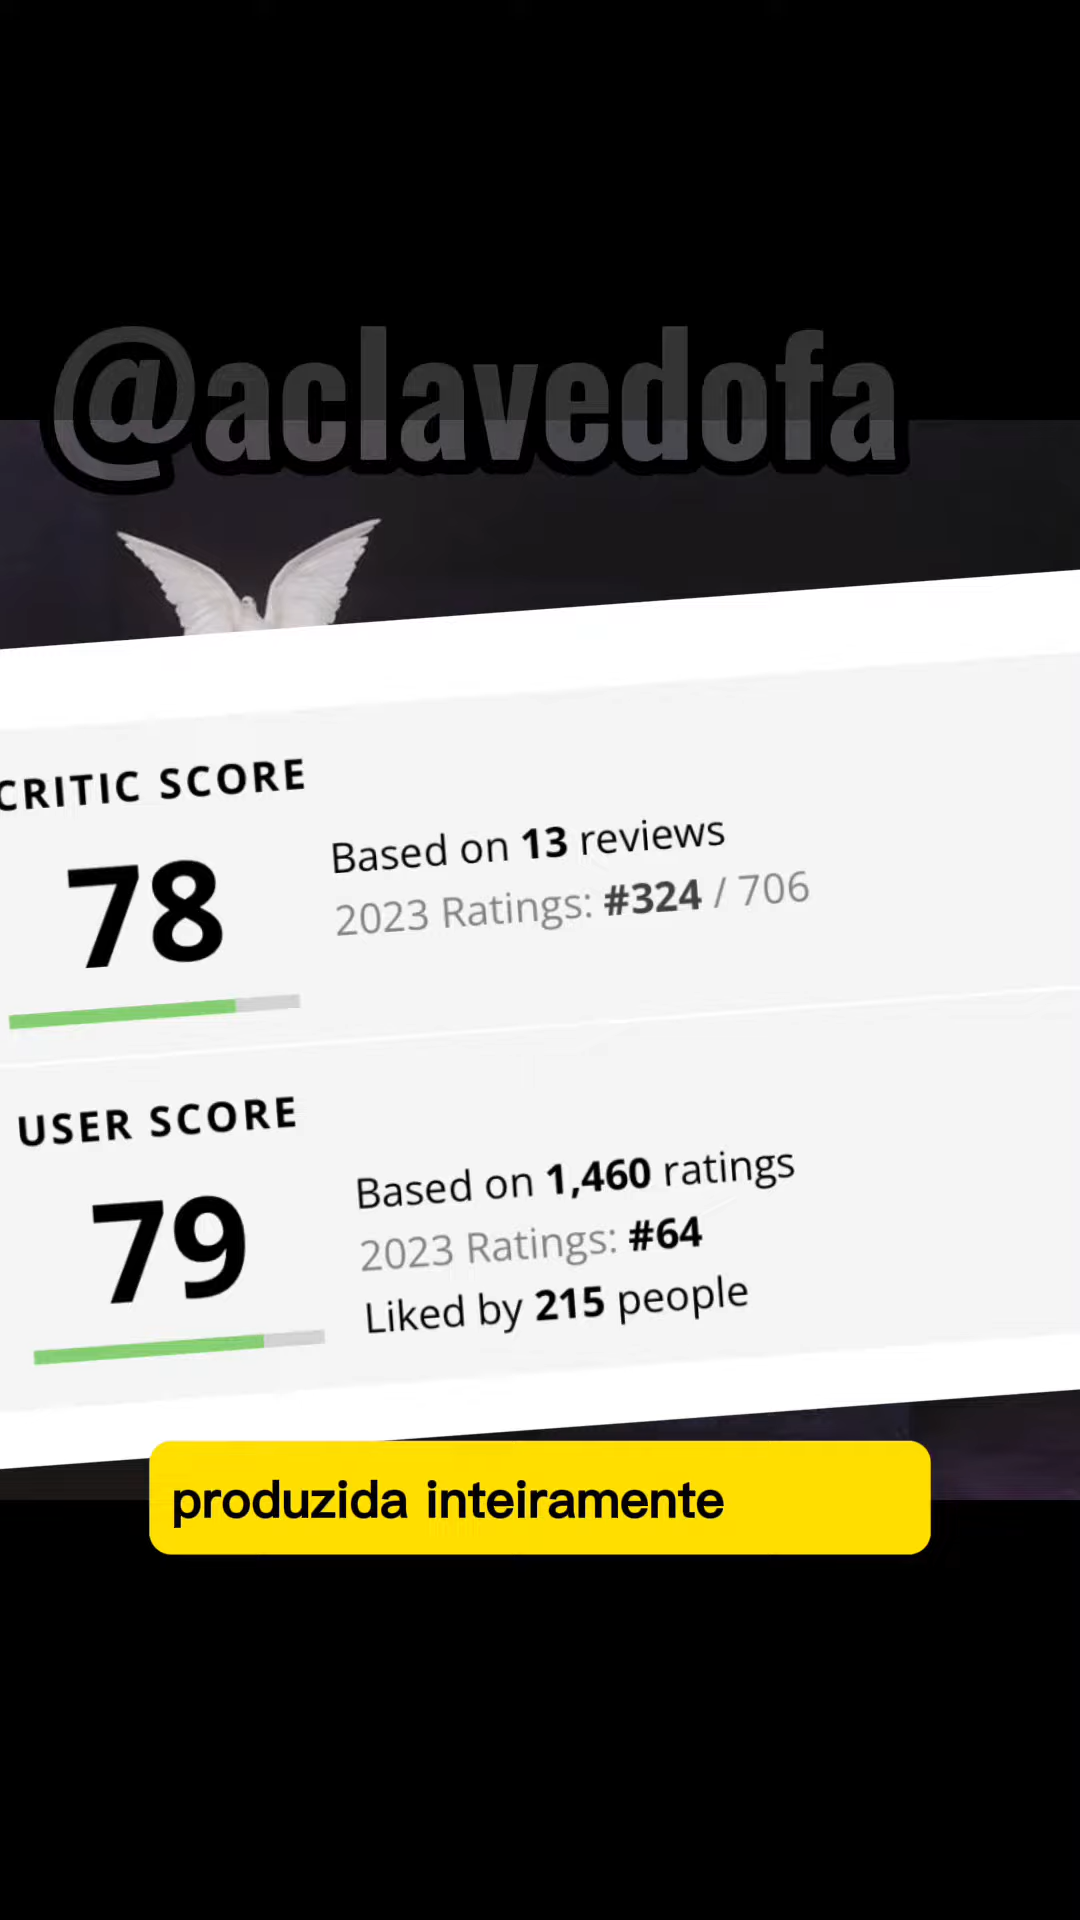 @aclavedofa
CRITIC SCORE
78
Based on 13 reviews
2023 Ratings: #324 / 706
USER SCORE
79
Based on 1,460 ratings
2023 Ratings: #64
Liked by 215 people
produzida inteiramente